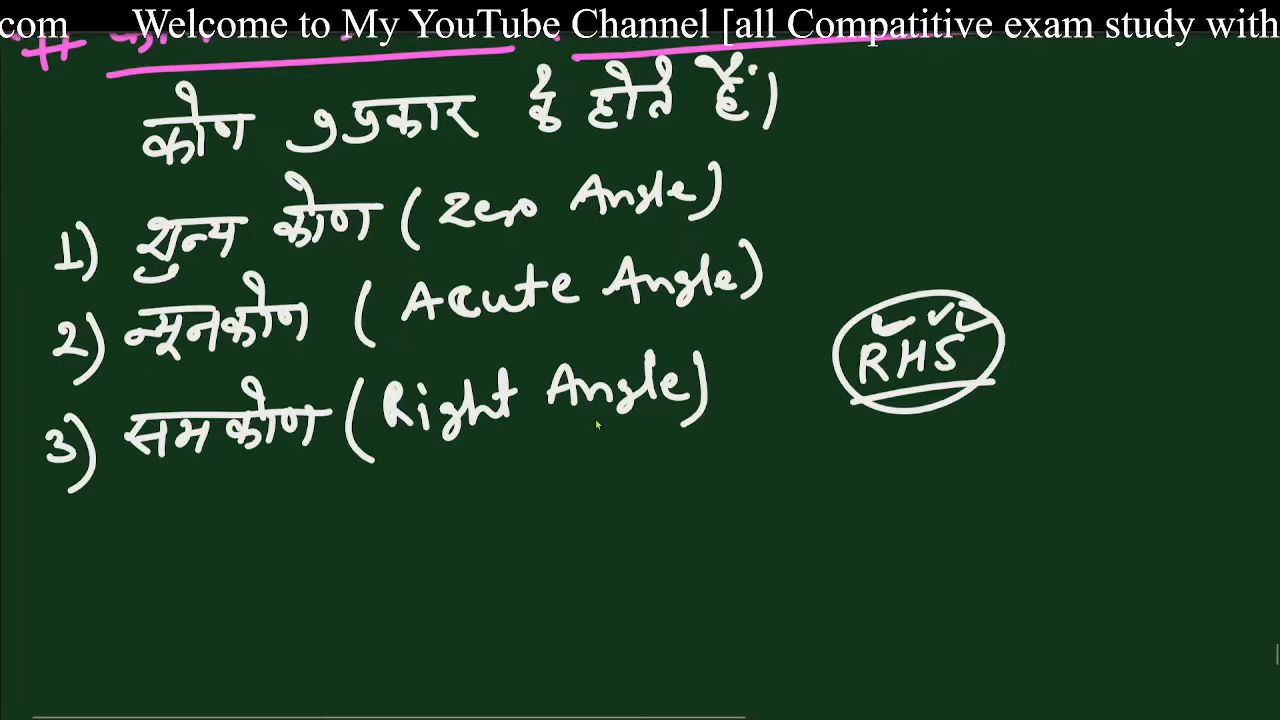 com Welcome to My YouTube Channel [all Compatitive exam study with
कोण 7 प्रकार के होते हैं।
1) शुन्य कोण ( Zero Angle)
2) न्यूनकोण ( Acute Angle)
RHS
3) समकोण ( Right Angle)